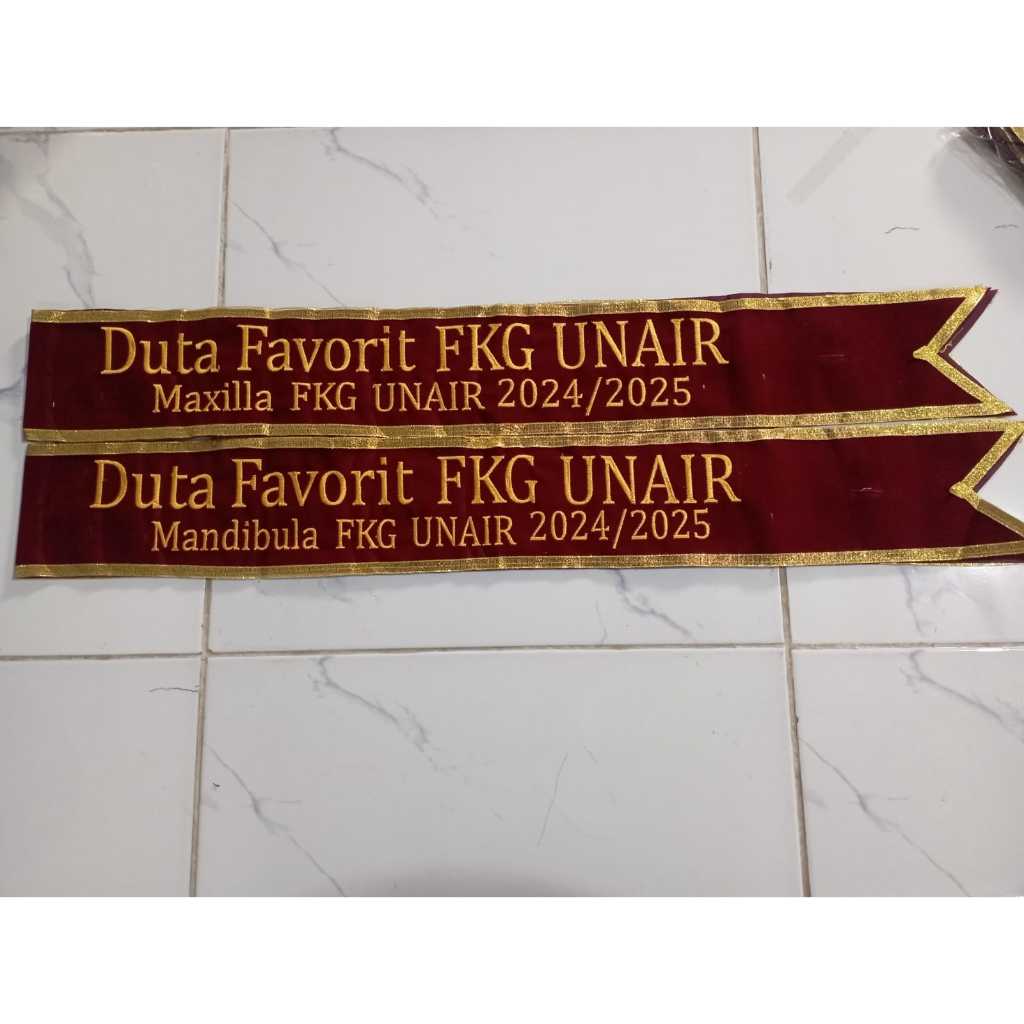 Duta Favorit FKG UNAIR
Maxilla FKG UNAIR 2024/2025
Duta Favorit FKG UNAIR
Mandibula FKG UNAIR 2024/2025